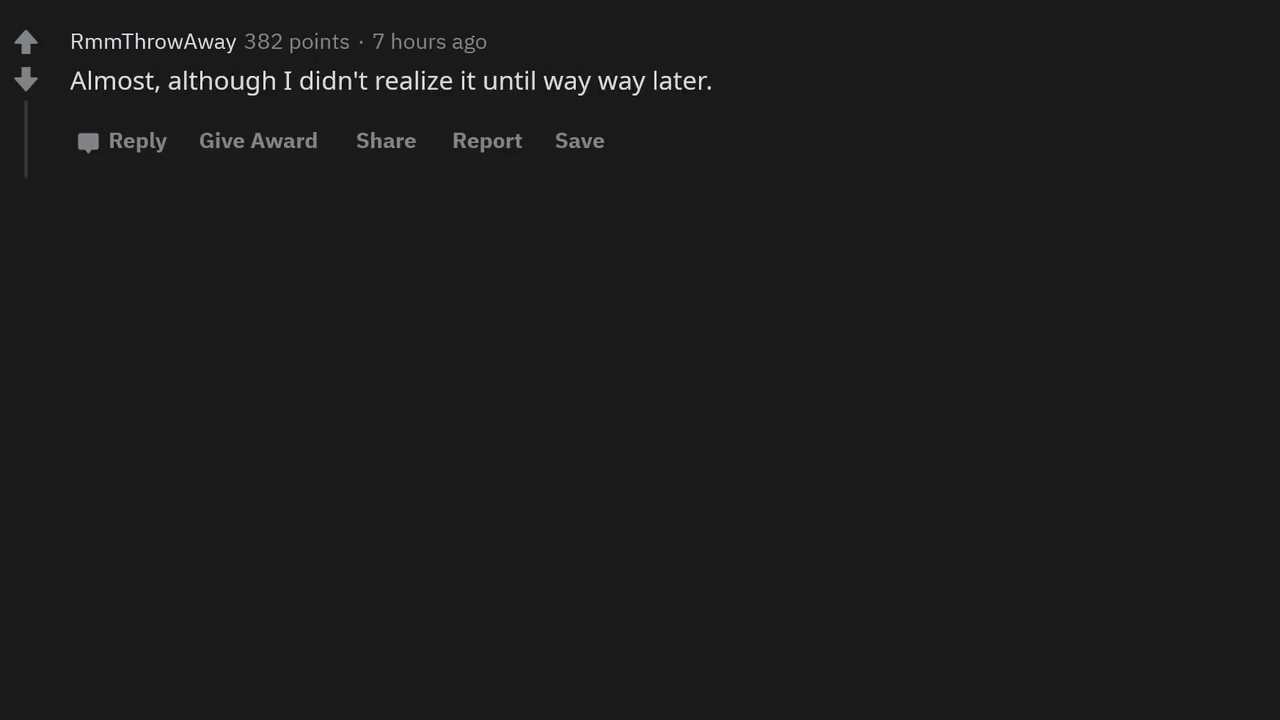 RmmThrowAway 382 points · 7 hours ago
Almost, although I didn't realize it until way way later.
Reply Give Award Share Report Save